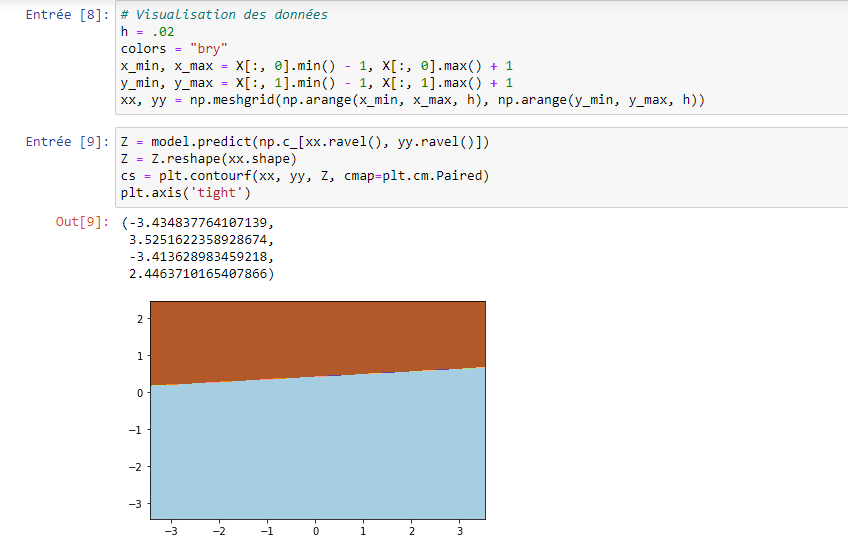 Entrée [8]: # Visualisation des données
h = .02
colors = "bry"
x_min, x_max = X[:, 0].min() - 1, X[:, 0].max() + 1
y_min, y_max = X[:, 1].min() - 1, X[:, 1].max() + 1
xx, yy = np.meshgrid(np.arange(x_min, x_max, h), np.arange(y_min, y_max, h))
Entrée [9]: Z = model.predict(np.c_[xx.ravel(), yy.ravel()])
Z = Z.reshape(xx.shape)
cs = plt.contourf(xx, yy, Z, cmap=plt.cm.Paired)
plt.axis('tight')
Out[9]: (-3.434837764107139,
3.5251622358928674,
-3.413628983459218,
2.4463710165407866)
2
1
0
−1
−2
−3
−3 −2 −1 0 1 2 3